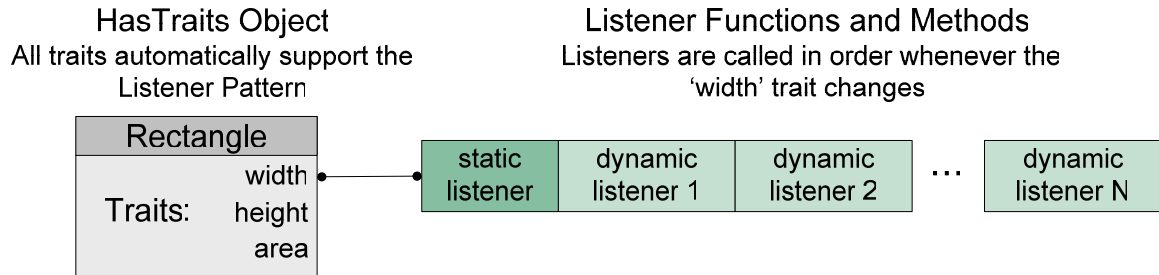 HasTraits Object
All traits automatically support the
Listener Pattern
Listener Functions and Methods
Listeners are called in order whenever the
‘width’ trait changes
Rectangle
width
Traits: height
area
static
listener
dynamic
listener 1
dynamic
listener 2
...
dynamic
listener N